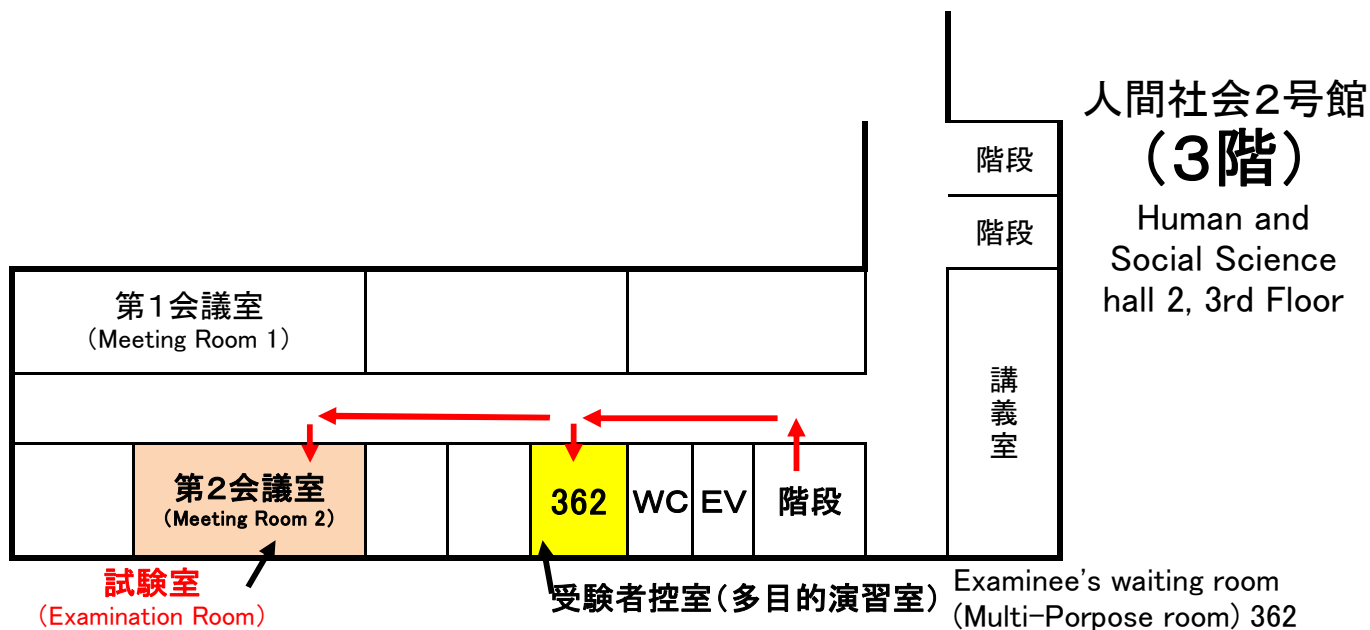 人間社会2号館
(3階)
Human and
Social Science
hall 2, 3rd Floor
階段
階段
講義室
第1会議室
(Meeting Room 1)
第2会議室
(Meeting Room 2)
362
WC
EV
階段
試験室
(Examination Room)
受験者控室(多目的演習室)
Examinee's waiting room
(Multi-Porpose room) 362